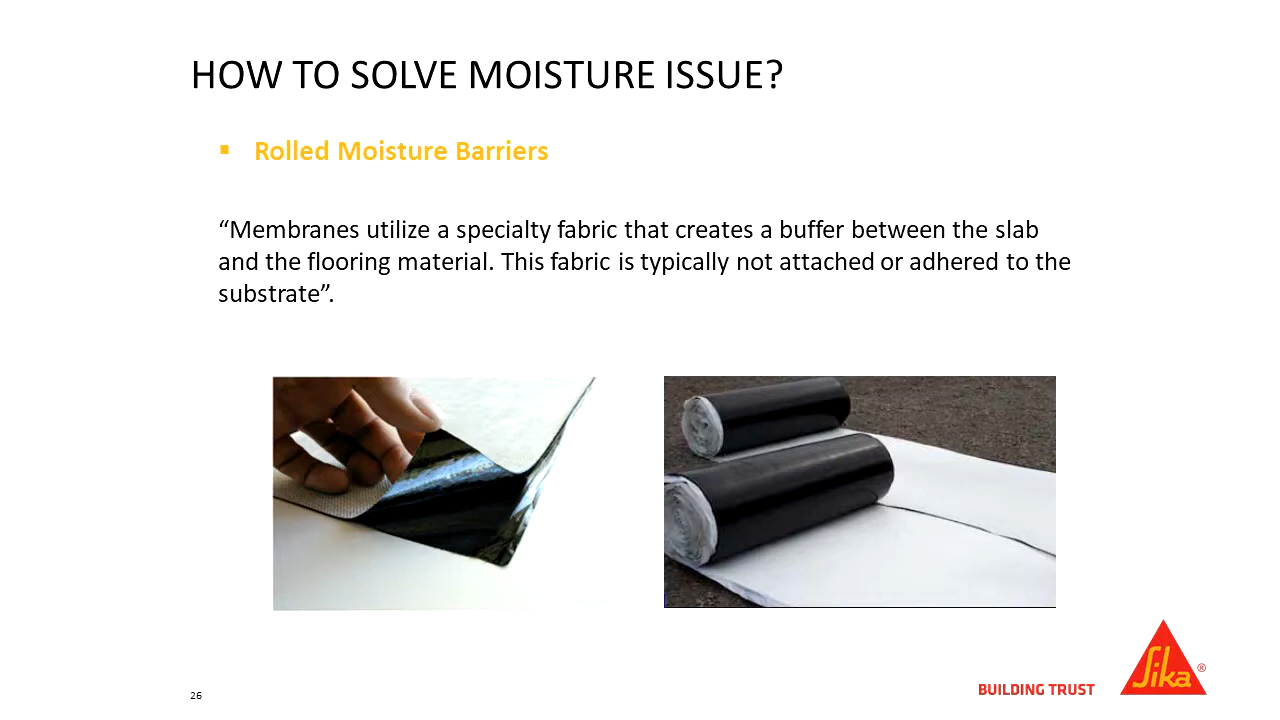 HOW TO SOLVE MOISTURE ISSUE?
▪ Rolled Moisture Barriers
“Membranes utilize a specialty fabric that creates a buffer between the slab
and the flooring material. This fabric is typically not attached or adhered to the
substrate”.
26
BUILDING TRUST
Sika®